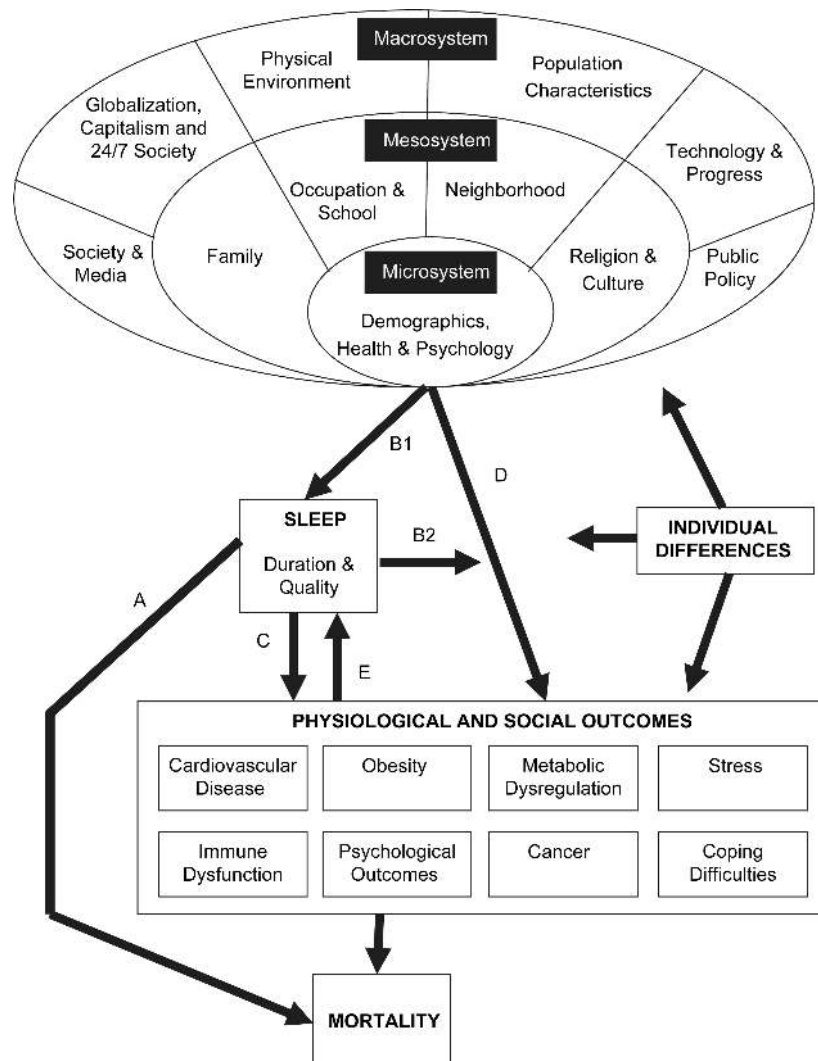 Macrosystem
Physical
Environment
Population
Characteristics
Globalization,
Capitalism and
24/7 Society
Technology &
Progress
Mesosystem
Occupation &
School
Neighborhood
Society &
Media
Family
Religion &
Culture
Public
Policy
Microsystem
Demographics,
Health & Psychology
B1
D
SLEEP
Duration &
Quality
B2
INDIVIDUAL
DIFFERENCES
A
C
E
PHYSIOLOGICAL AND SOCIAL OUTCOMES
Cardiovascular
Disease
Obesity
Metabolic
Dysregulation
Stress
Immune
Dysfunction
Psychological
Outcomes
Cancer
Coping
Difficulties
MORTALITY